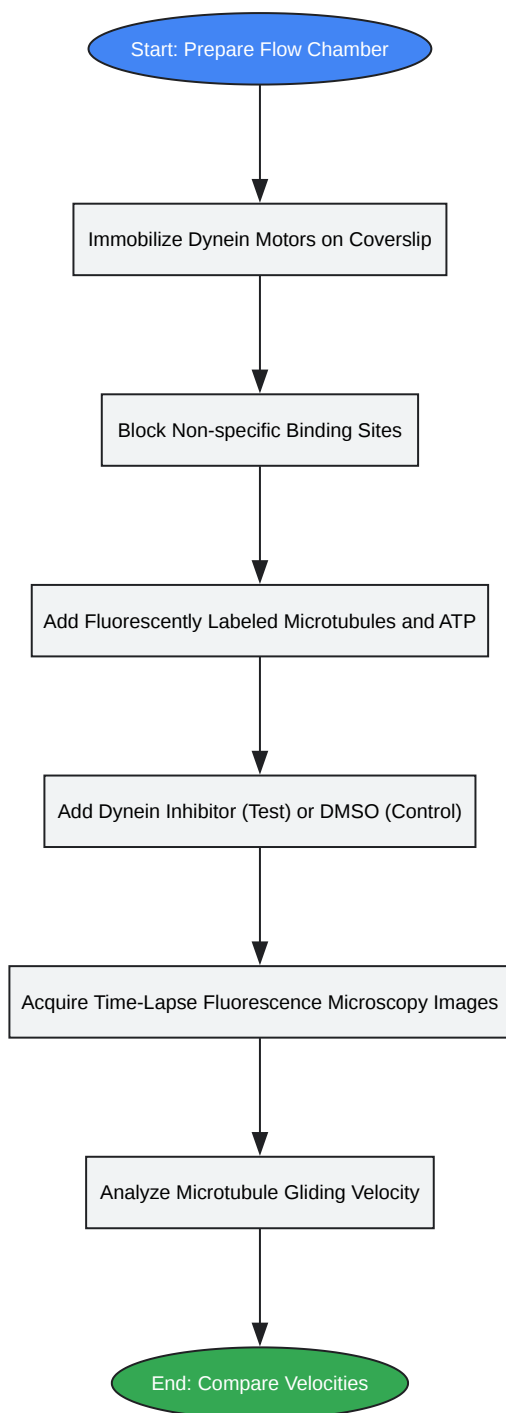 Start: Prepare Flow Chamber
Immobilize Dynein Motors on Coverslip
Block Non-specific Binding Sites
Add Fluorescently Labeled Microtubules and ATP
Add Dynein Inhibitor (Test) or DMSO (Control)
Acquire Time-Lapse Fluorescence Microscopy Images
Analyze Microtubule Gliding Velocity
End: Compare Velocities